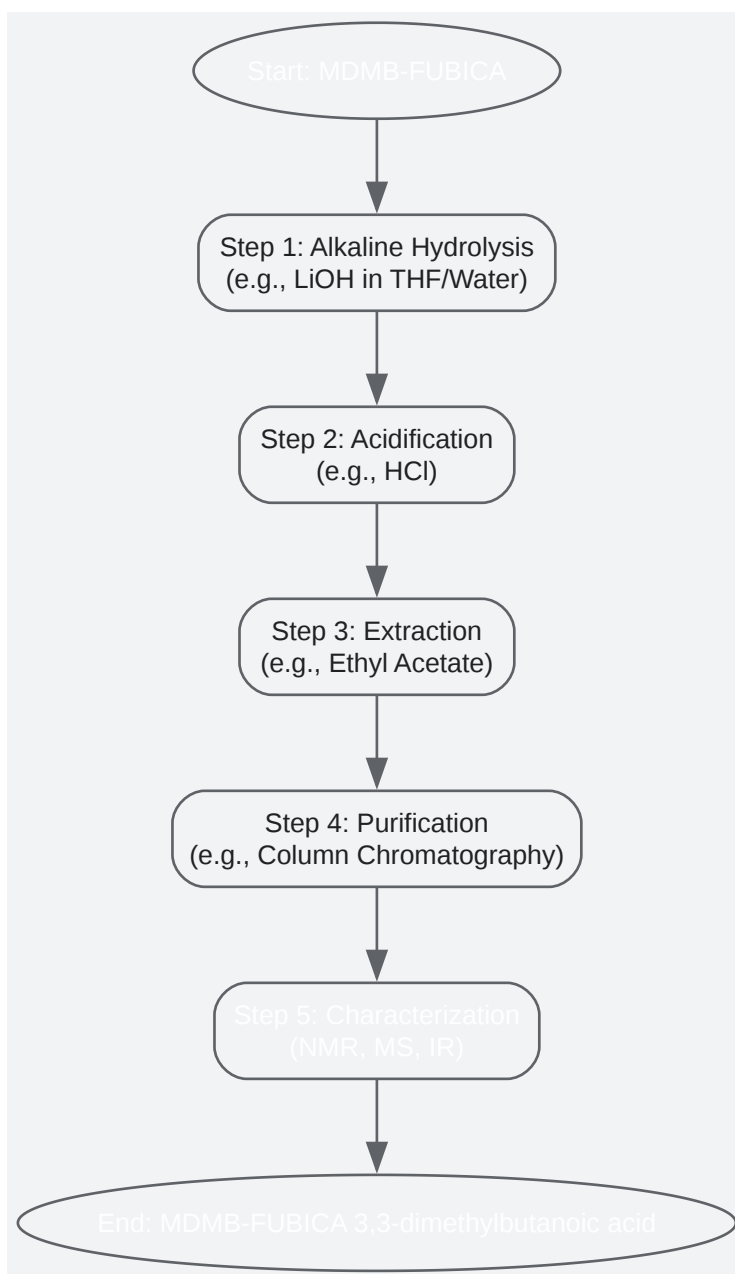 Start: MDMB-FUBICA
Step 1: Alkaline Hydrolysis
(e.g., LiOH in THF/Water)
Step 2: Acidification
(e.g., HCl)
Step 3: Extraction
(e.g., Ethyl Acetate)
Step 4: Purification
(e.g., Column Chromatography)
Step 5: Characterization
(NMR, MS, IR)
End: MDMB-FUBICA 3,3-dimethylbutanoic acid